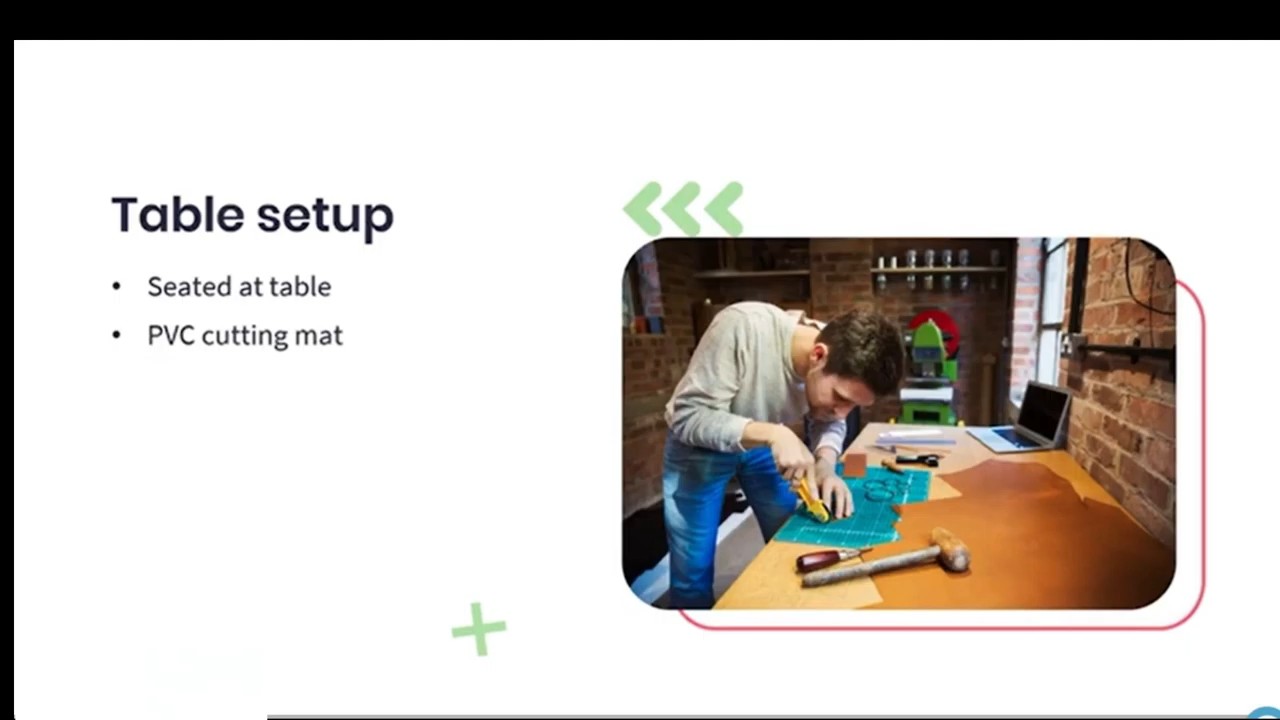 Table setup
• Seated at table
• PVC cutting mat